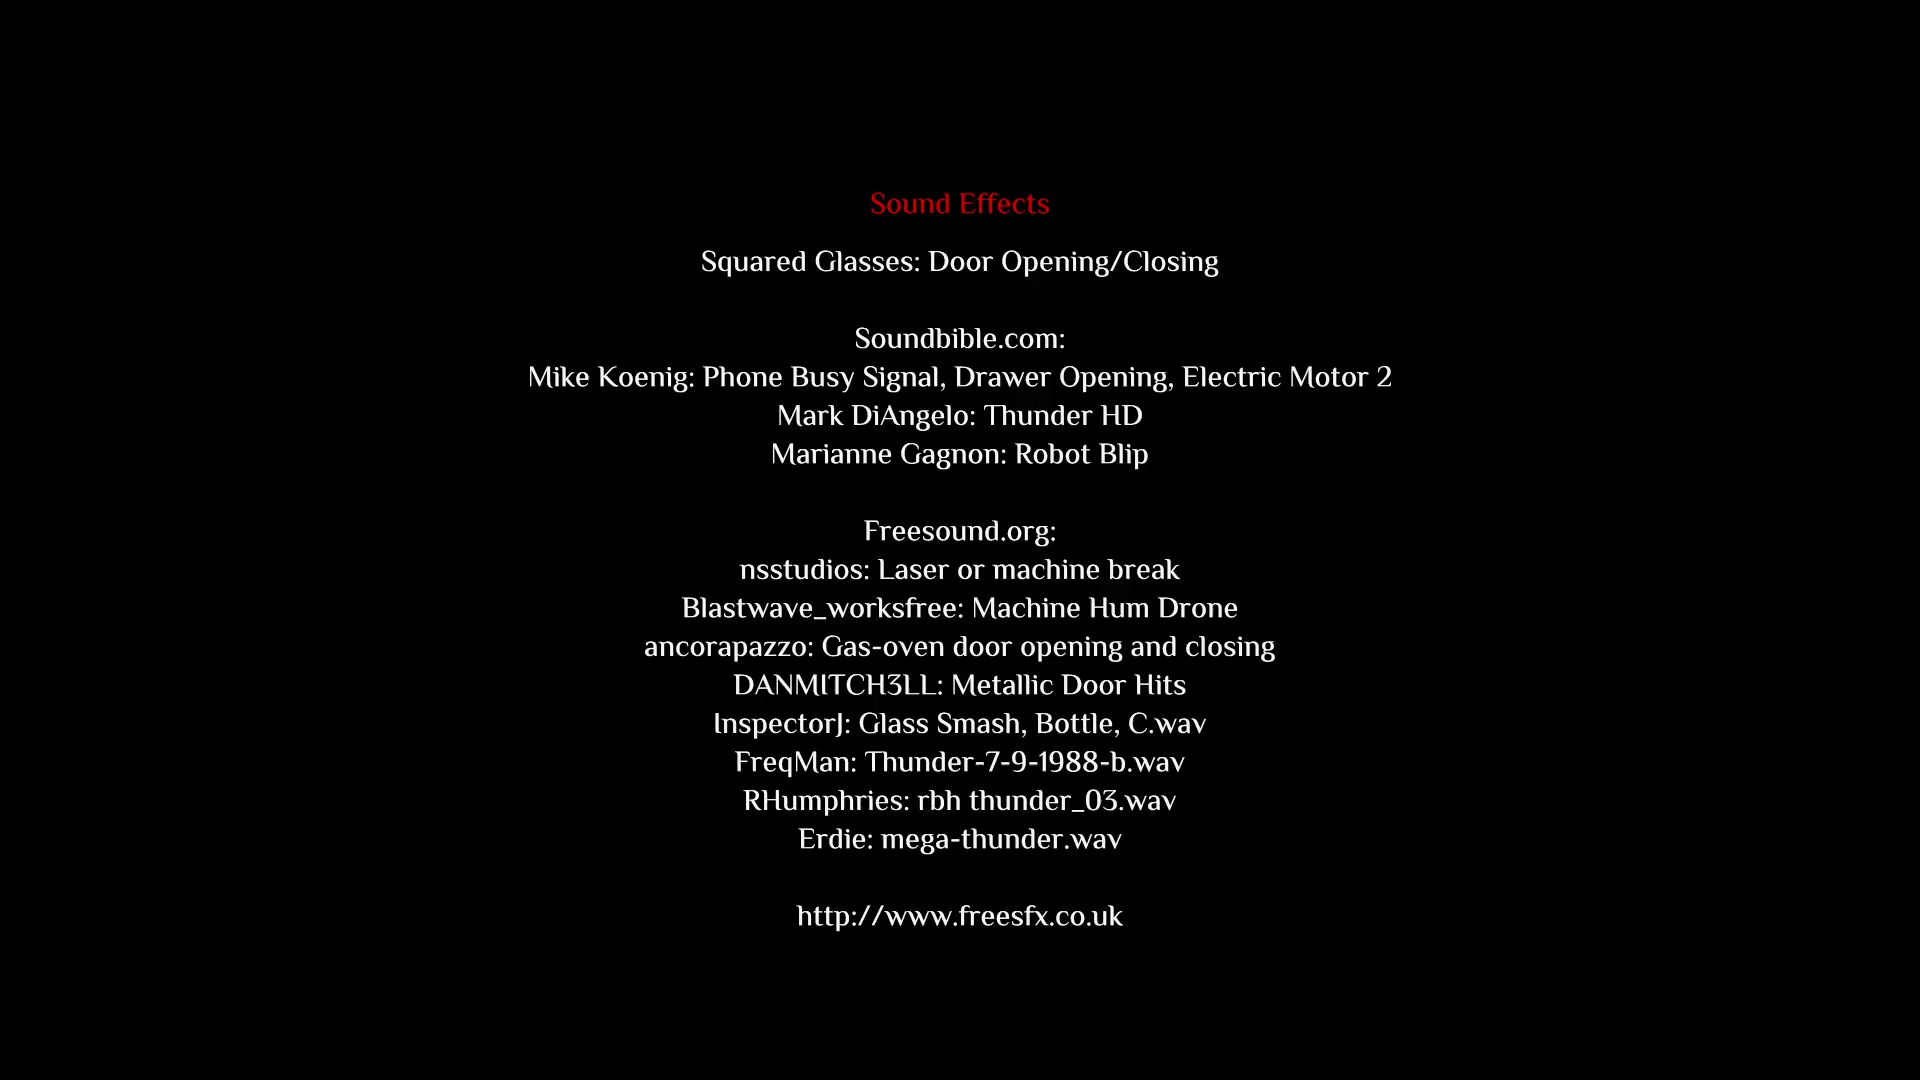 Sound Effects
Squared Glasses: Door Opening/Closing
Soundbible.com:
Mike Koenig: Phone Busy Signal, Drawer Opening, Electric Motor 2
Mark DiAngelo: Thunder HD
Marianne Gagnon: Robot Blip
Freesound.org:
nsstudios: Laser or machine break
Blastwave_worksfree: Machine Hum Drone
ancorapazzo: Gas-oven door opening and closing
DANMITCH3LL: Metallic Door Hits
InspectorJ: Glass Smash, Bottle, C.wav
FreqMan: Thunder-7-9-1988-b.wav
RHumphries: rbh thunder_03.wav
Erdie: mega-thunder.wav
http://www.freesfx.co.uk